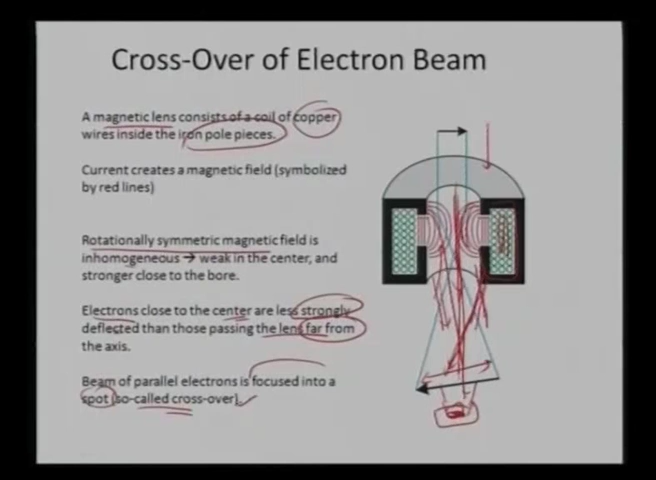 Cross-Over of Electron Beam
A magnetic lens consists of a coil of copper
wires inside the iron pole pieces.
Current creates a magnetic field (symbolized
by red lines)
Rotationally symmetric magnetic field is
inhomogeneous → weak in the center, and
stronger close to the bore.
Electrons close to the center are less strongly
deflected than those passing the lens far from
the axis.
Beam of parallel electrons is focused into a
spot (so-called cross-over).